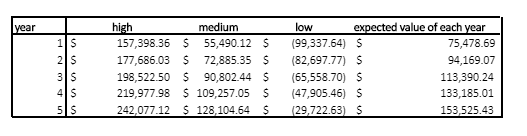 year high medium low expected value of each year
1 $ 157,398.36 $ 55,490.12 $ (99,337.64) $ 75,478.69
2 $ 177,686.03 $ 72,885.35 $ (82,697.77) $ 94,169.07
3 $ 198,522.50 $ 90,802.44 $ (65,558.70) $ 113,390.24
4 $ 219,977.98 $ 109,257.05 $ (47,905.46) $ 133,185.01
5 $ 242,077.12 $ 128,104.64 $ (29,722.63) $ 153,525.43